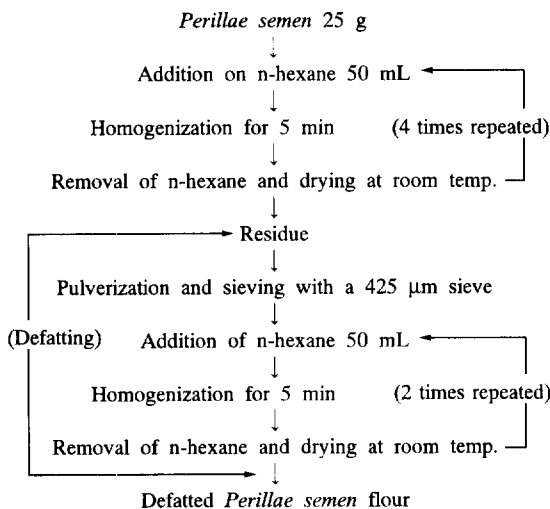 Perillae semen 25 g
Addition on n-hexane 50 mL
Homogenization for 5 min (4 times repeated)
Removal of n-hexane and drying at room temp.
Residue
Pulverization and sieving with a 425 μm sieve
(Defatting) Addition of n-hexane 50 mL
Homogenization for 5 min (2 times repeated)
Removal of n-hexane and drying at room temp.
Defatted Perillae semen flour